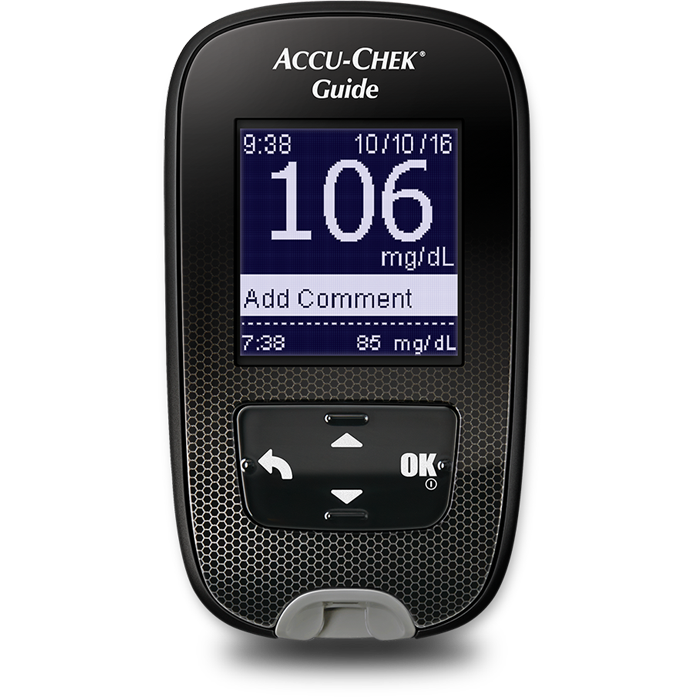 ACCU-CHEK®
Guide
9:38 10/10/16
106
mg/dL
Add Comment
7:38 85 mg/dL
OK